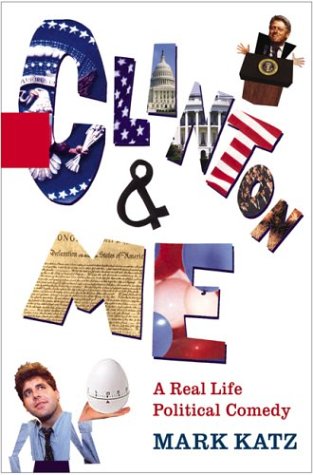 CLINTON
&
ME
A Real Life
Political Comedy
MARK KATZ